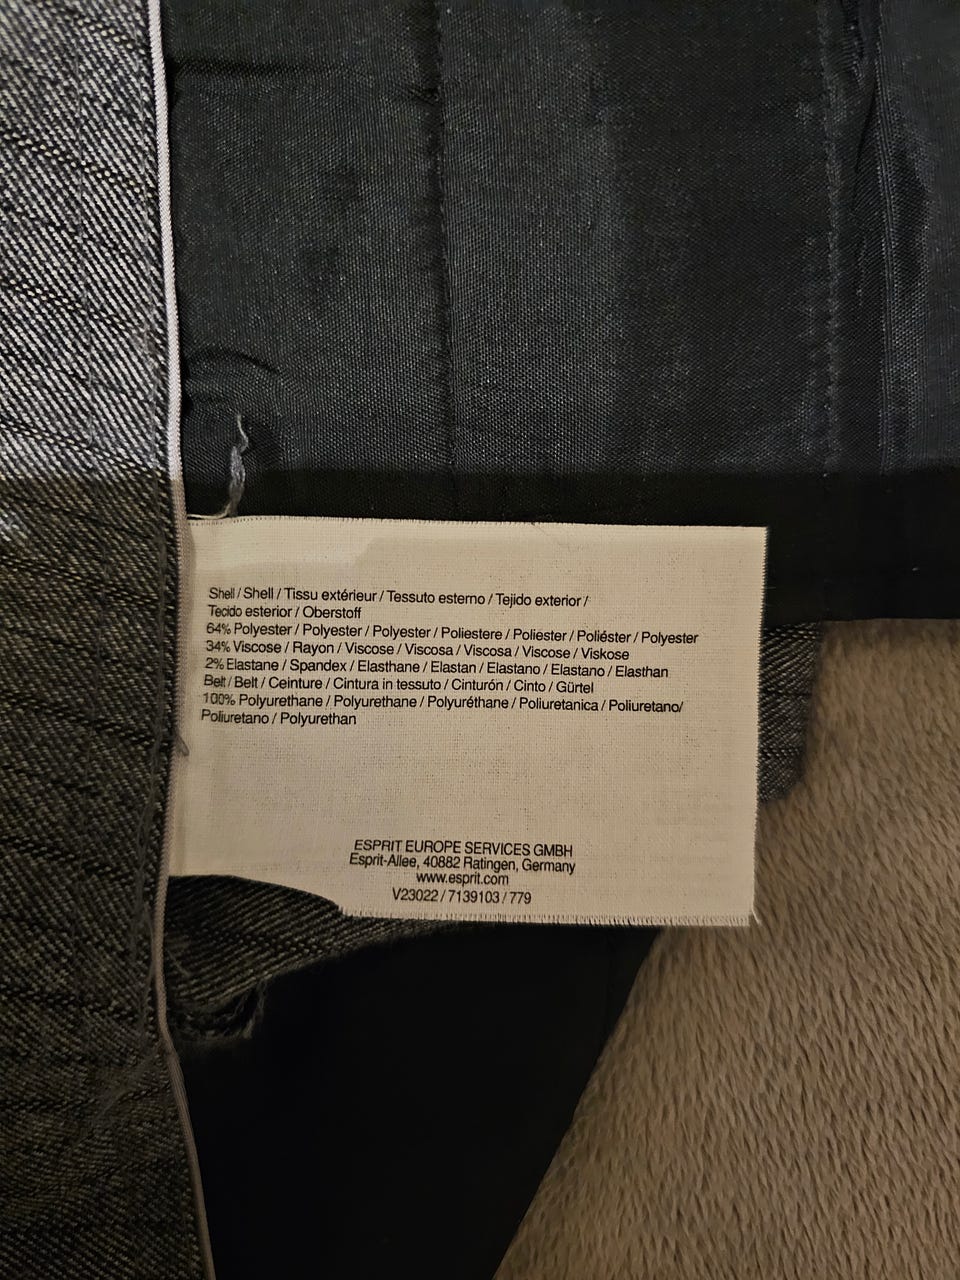 Shell / Shell / Tissu extérieur / Tessuto esterno / Tejido exterior /
Tecido esterior / Oberstoff
64% Polyester / Polyester / Polyester / Poliestere / Poliester / Poliéster / Polyester
34% Viscose / Rayon / Viscose / Viscosa / Viscosa / Viscose / Viskose
2% Elastane / Spandex / Elasthane / Elastan / Elastano / Elastano / Elasthan
Belt / Belt / Ceinture / Cintura in tessuto / Cinturón / Cinto / Gürtel
100% Polyurethane / Polyurethane / Polyuréthane / Poliuretanica / Poliuretano/
Poliuretano / Polyurethan
ESPRIT EUROPE SERVICES GMBH
Esprit-Allee, 40882 Ratingen, Germany
www.esprit.com
V23022 / 7139103 / 779